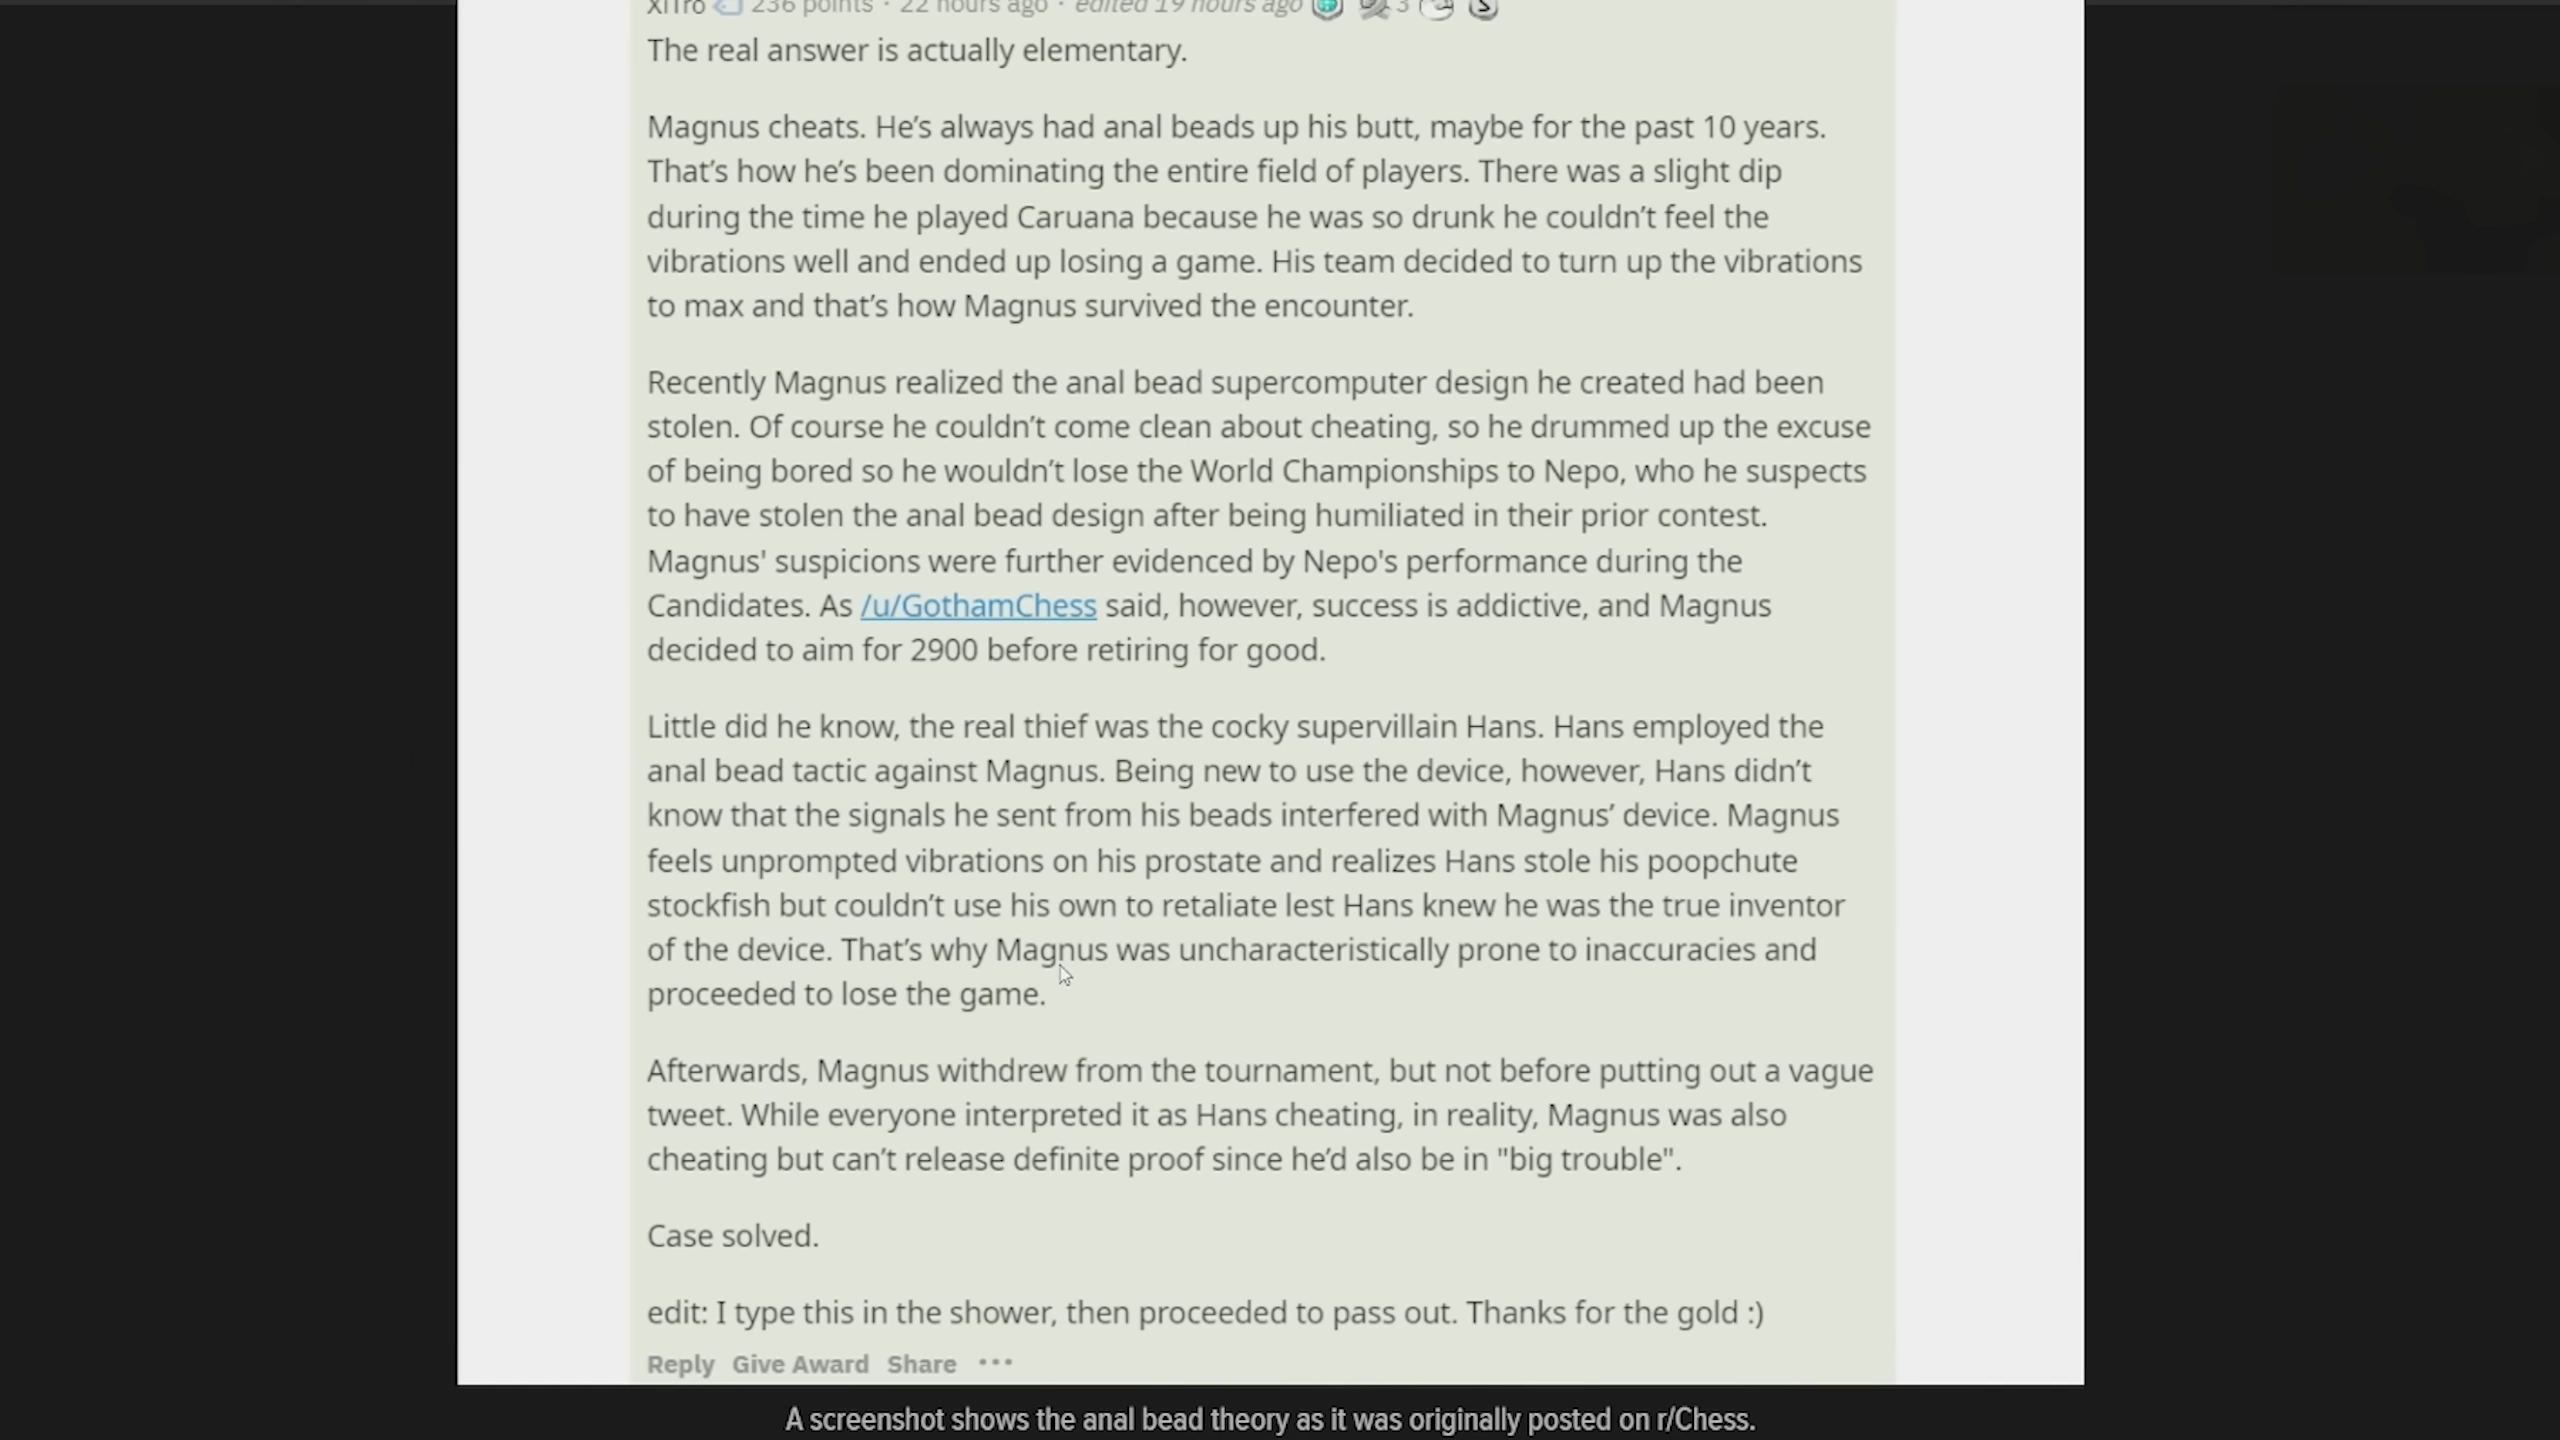 XiTro 236 points · 22 hours ago · edited 19 hours ago 3 S
The real answer is actually elementary.
Magnus cheats. He’s always had anal beads up his butt, maybe for the past 10 years.
That’s how he’s been dominating the entire field of players. There was a slight dip
during the time he played Caruana because he was so drunk he couldn’t feel the
vibrations well and ended up losing a game. His team decided to turn up the vibrations
to max and that’s how Magnus survived the encounter.
Recently Magnus realized the anal bead supercomputer design he created had been
stolen. Of course he couldn’t come clean about cheating, so he drummed up the excuse
of being bored so he wouldn’t lose the World Championships to Nepo, who he suspects
to have stolen the anal bead design after being humiliated in their prior contest.
Magnus' suspicions were further evidenced by Nepo's performance during the
Candidates. As /u/GothamChess said, however, success is addictive, and Magnus
decided to aim for 2900 before retiring for good.
Little did he know, the real thief was the cocky supervillain Hans. Hans employed the
anal bead tactic against Magnus. Being new to use the device, however, Hans didn’t
know that the signals he sent from his beads interfered with Magnus’ device. Magnus
feels unprompted vibrations on his prostate and realizes Hans stole his poopchute
stockfish but couldn’t use his own to retaliate lest Hans knew he was the true inventor
of the device. That’s why Magnus was uncharacteristically prone to inaccuracies and
proceeded to lose the game.
Afterwards, Magnus withdrew from the tournament, but not before putting out a vague
tweet. While everyone interpreted it as Hans cheating, in reality, Magnus was also
cheating but can’t release definite proof since he’d also be in "big trouble".
Case solved.
edit: I type this in the shower, then proceeded to pass out. Thanks for the gold :)
Reply Give Award Share •••
A screenshot shows the anal bead theory as it was originally posted on r/Chess.